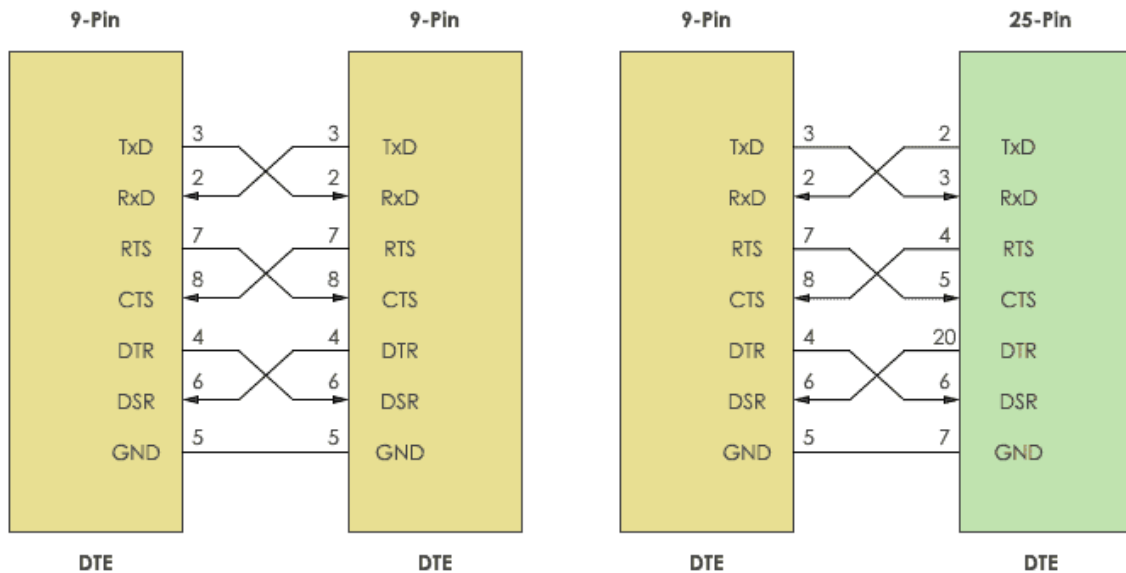 9-Pin 9-Pin 9-Pin 25-Pin
TxD 3 3 TxD TxD 3 2 TxD
RxD 2 2 RxD RxD 2 3 RxD
RTS 7 7 RTS RTS 7 4 RTS
CTS 8 8 CTS CTS 8 5 CTS
DTR 4 4 DTR DTR 4 20 DTR
DSR 6 6 DSR DSR 6 6 DSR
GND 5 5 GND GND 5 7 GND
DTE DTE DTE DTE